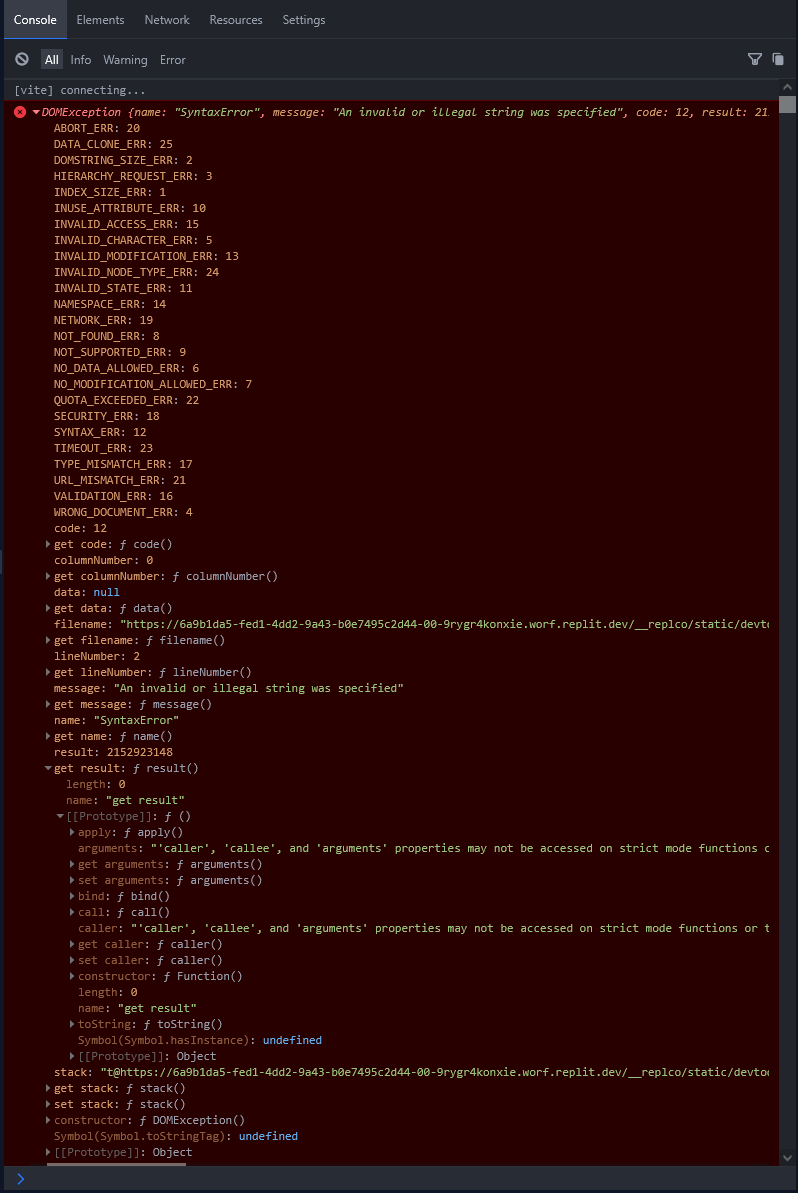 Console Elements Network Resources Settings
All Info Warning Error
[vite] connecting...
DOMException {name: "SyntaxError", message: "An invalid or illegal string was specified", code: 12, result: 21
ABORT_ERR: 20
DATA_CLONE_ERR: 25
DOMSTRING_SIZE_ERR: 2
HIERARCHY_REQUEST_ERR: 3
INDEX_SIZE_ERR: 1
INUSE_ATTRIBUTE_ERR: 10
INVALID_ACCESS_ERR: 15
INVALID_CHARACTER_ERR: 5
INVALID_MODIFICATION_ERR: 13
INVALID_NODE_TYPE_ERR: 24
INVALID_STATE_ERR: 11
NAMESPACE_ERR: 14
NETWORK_ERR: 19
NOT_FOUND_ERR: 8
NOT_SUPPORTED_ERR: 9
NO_DATA_ALLOWED_ERR: 6
NO_MODIFICATION_ALLOWED_ERR: 7
QUOTA_EXCEEDED_ERR: 22
SECURITY_ERR: 18
SYNTAX_ERR: 12
TIMEOUT_ERR: 23
TYPE_MISMATCH_ERR: 17
URL_MISMATCH_ERR: 21
VALIDATION_ERR: 16
WRONG_DOCUMENT_ERR: 4
code: 12
get code: ƒ code()
columnNumber: 0
get columnNumber: ƒ columnNumber()
data: null
get data: ƒ data()
filename: "https://6a9b1da5-fed1-4dd2-9a43-b0e7495c2d44-00-9rygr4konxie.worf.replit.dev/__replco/static/devto
get filename: ƒ filename()
lineNumber: 2
get lineNumber: ƒ lineNumber()
message: "An invalid or illegal string was specified"
get message: ƒ message()
name: "SyntaxError"
get name: ƒ name()
result: 2152923148
get result: ƒ result()
length: 0
name: "get result"
[[Prototype]]: ƒ ()
apply: ƒ apply()
arguments: "'caller', 'callee', and 'arguments' properties may not be accessed on strict mode functions o
get arguments: ƒ arguments()
set arguments: ƒ arguments()
bind: ƒ bind()
call: ƒ call()
caller: "'caller', 'callee', and 'arguments' properties may not be accessed on strict mode functions or t
get caller: ƒ caller()
set caller: ƒ caller()
constructor: ƒ Function()
length: 0
name: "get result"
toString: ƒ toString()
Symbol(Symbol.hasInstance): undefined
[[Prototype]]: Object
stack: "t@https://6a9b1da5-fed1-4dd2-9a43-b0e7495c2d44-00-9rygr4konxie.worf.replit.dev/__replco/static/devtoo
get stack: ƒ stack()
set stack: ƒ stack()
constructor: ƒ DOMException()
Symbol(Symbol.toStringTag): undefined
[[Prototype]]: Object